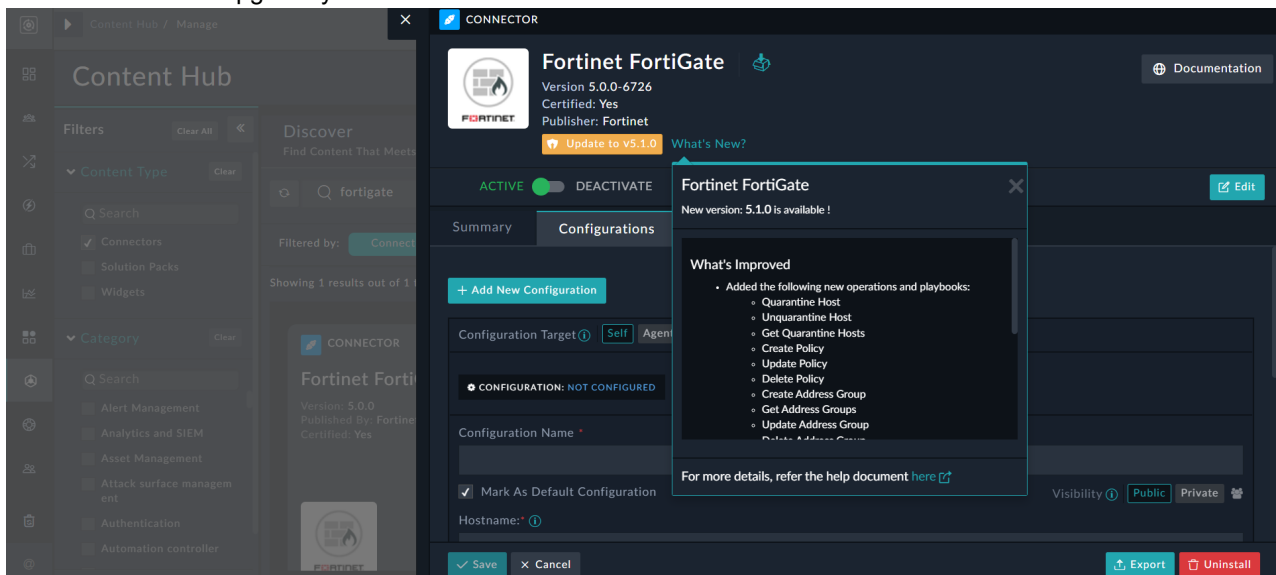 Content Hub / Manage
Content Hub
Filters
Clear All
Content Type
Clear
Search
Connectors
Solution Packs
Widgets
Category
Clear
Search
Alert Management
Analytics and SIEM
Asset Management
Attack surface managem
ent
Authentication
Automation controller
Discover
Find Content That Meets
fortigate
Filtered by:
Connect
Showing 1 results out of 1
CONNECTOR
Fortinet Forti
Version: 5.0.0
Published By: Fortine
Certified: Yes
FORTINET
CONNECTOR
FORTINET
Fortinet FortiGate
Version 5.0.0-6726
Certified: Yes
Publisher: Fortinet
Update to v5.1.0
What's New?
Documentation
ACTIVE
DEACTIVATE
Edit
Summary
Configurations
Fortinet FortiGate
New version: 5.1.0 is available !
What's Improved
• Added the following new operations and playbooks:
◦ Quarantine Host
◦ Unquarantine Host
◦ Get Quarantine Hosts
◦ Create Policy
◦ Update Policy
◦ Delete Policy
◦ Create Address Group
◦ Get Address Groups
◦ Update Address Group
◦ Delete Address Group
For more details, refer the help document here
+ Add New Configuration
Configuration Target
Self
Agent
CONFIGURATION: NOT CONFIGURED
Configuration Name *
Mark As Default Configuration
Visibility
Public
Private
Hostname:*
Save
Cancel
Export
Uninstall